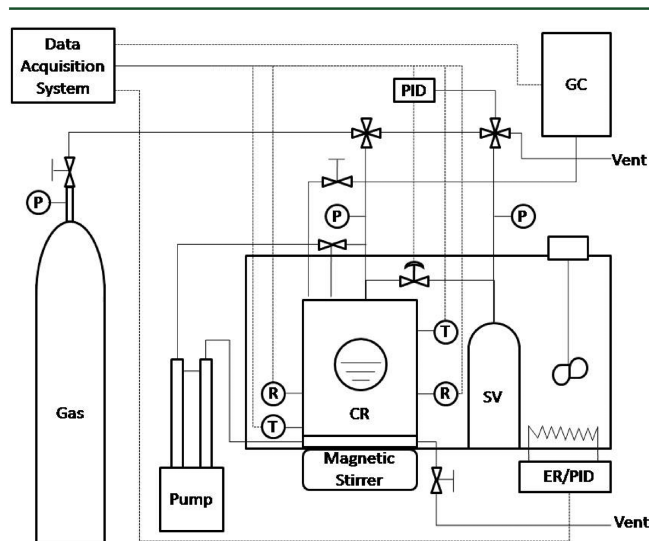 Data
Acquisition
System
GC
PID
Vent
P
P
P
T
R
R
CR
SV
T
Gas
Magnetic
Stirrer
ER/PID
Pump
Vent